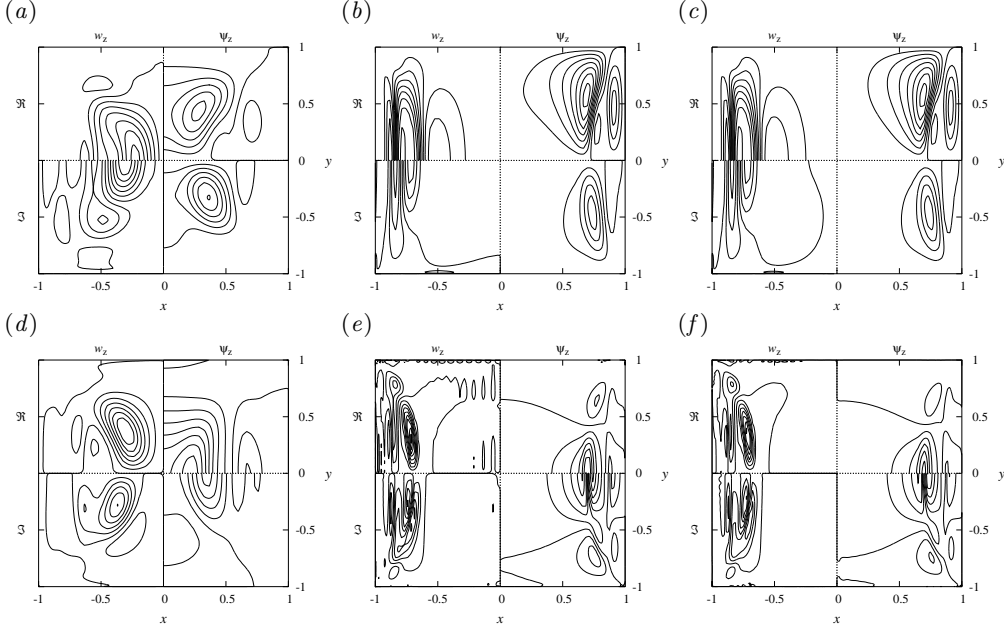 (a) (b) (c)
w_z ψ_z w_z ψ_z w_z ψ_z
1 1 1
ℜ 0.5 ℜ 0.5 ℜ 0.5
0 y 0 y 0 y
ℑ -0.5 ℑ -0.5 ℑ -0.5
-1 -1 -1
-1 -0.5 0 0.5 1 -1 -0.5 0 0.5 1 -1 -0.5 0 0.5 1
x x x
(d) (e) (f)
w_z ψ_z w_z ψ_z w_z ψ_z
1 1 1
ℜ 0.5 ℜ 0.5 ℜ 0.5
0 y 0 y 0 y
ℑ -0.5 ℑ -0.5 ℑ -0.5
-1 -1 -1
-1 -0.5 0 0.5 1 -1 -0.5 0 0.5 1 -1 -0.5 0 0.5 1
x x x